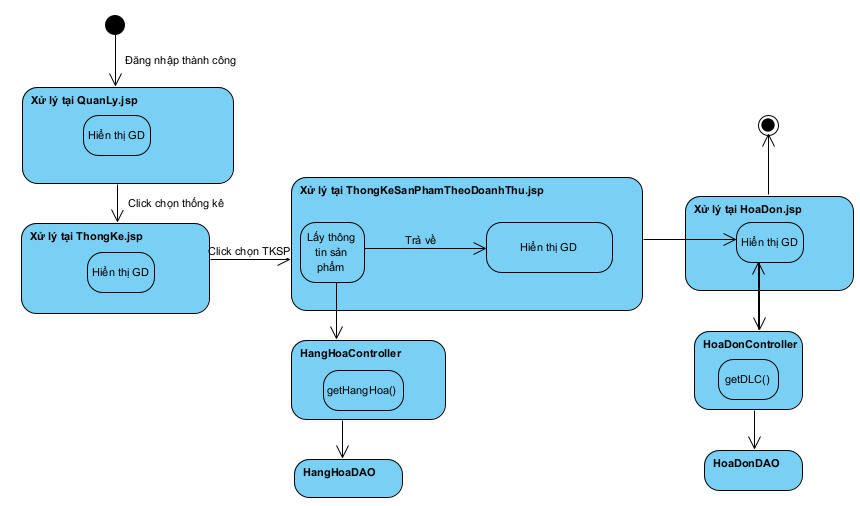 Đăng nhập thành công
Xử lý tại QuanLy.jsp
Hiển thị GD
Click chọn thống kê
Xử lý tại ThongKe.jsp
Hiển thị GD
Click chọn TKSP
Xử lý tại ThongKeSanPhamTheoDoanhThu.jsp
Lấy thông
tin sản
phẩm
Trả về
Hiển thị GD
Xử lý tại HoaDon.jsp
Hiển thị GD
HangHoaController
getHangHoa()
HangHoaDAO
HoaDonController
getDLC()
HoaDonDAO